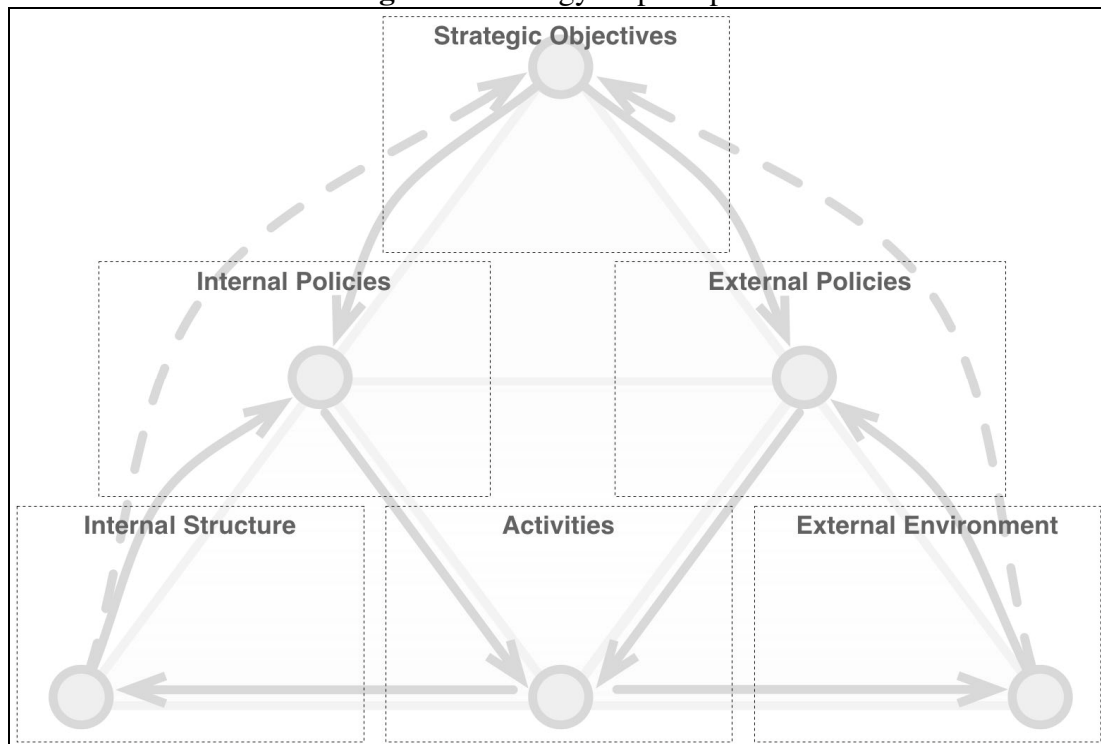 Strategic Objectives
Internal Policies
External Policies
Internal Structure
Activities
External Environment